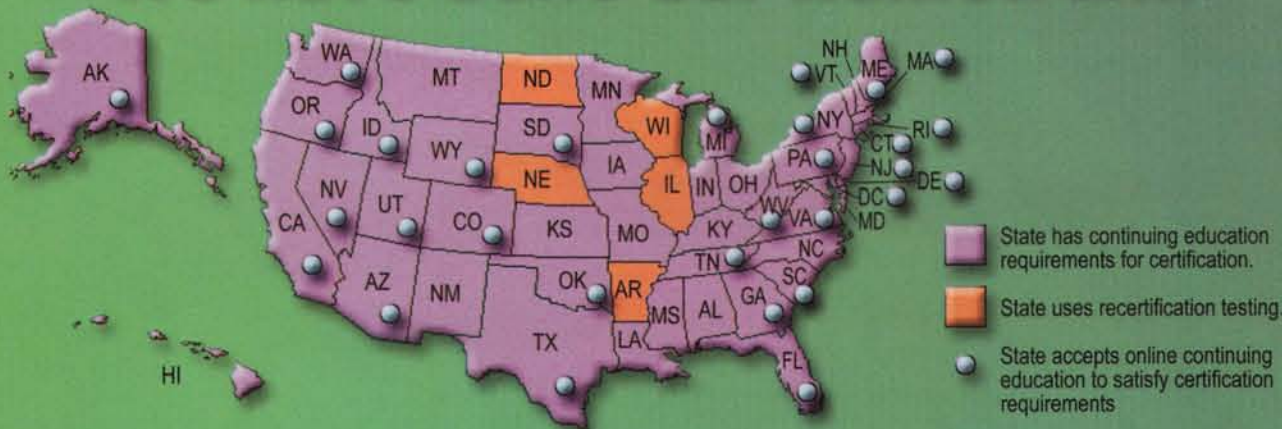 AK
WA
MT
ND
MN
OR
ID
SD
WI
WY
MI
NE
IA
NV
UT
CA
CO
KS
MO
IL
IN
OH
KY
WV
VA
PA
NY
NH
VT
ME
MA
RI
CT
NJ
DE
DC
MD
AZ
NM
OK
AR
TN
NC
SC
MS
AL
GA
TX
LA
FL
HI
State has continuing education
requirements for certification.
State uses recertification testing.
State accepts online continuing
education to satisfy certification
requirements